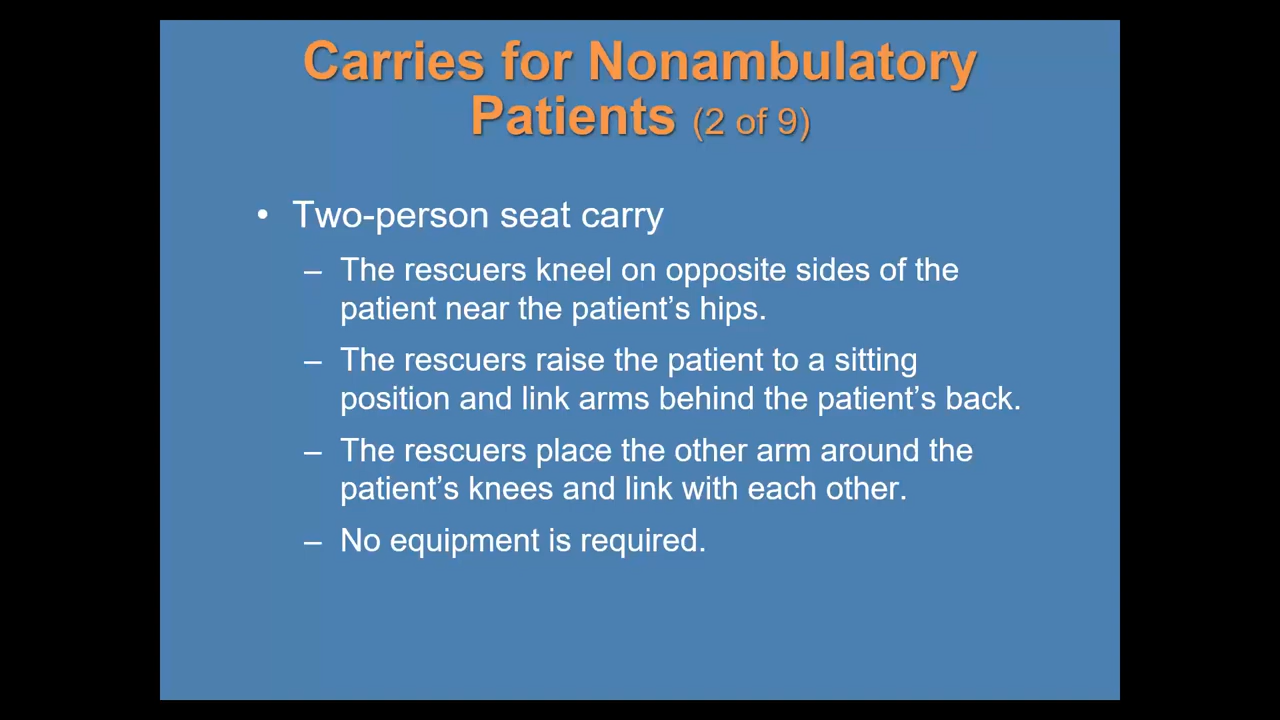 Carries for Nonambulatory
Patients (2 of 9)
• Two-person seat carry
– The rescuers kneel on opposite sides of the
patient near the patient’s hips.
– The rescuers raise the patient to a sitting
position and link arms behind the patient’s back.
– The rescuers place the other arm around the
patient’s knees and link with each other.
– No equipment is required.